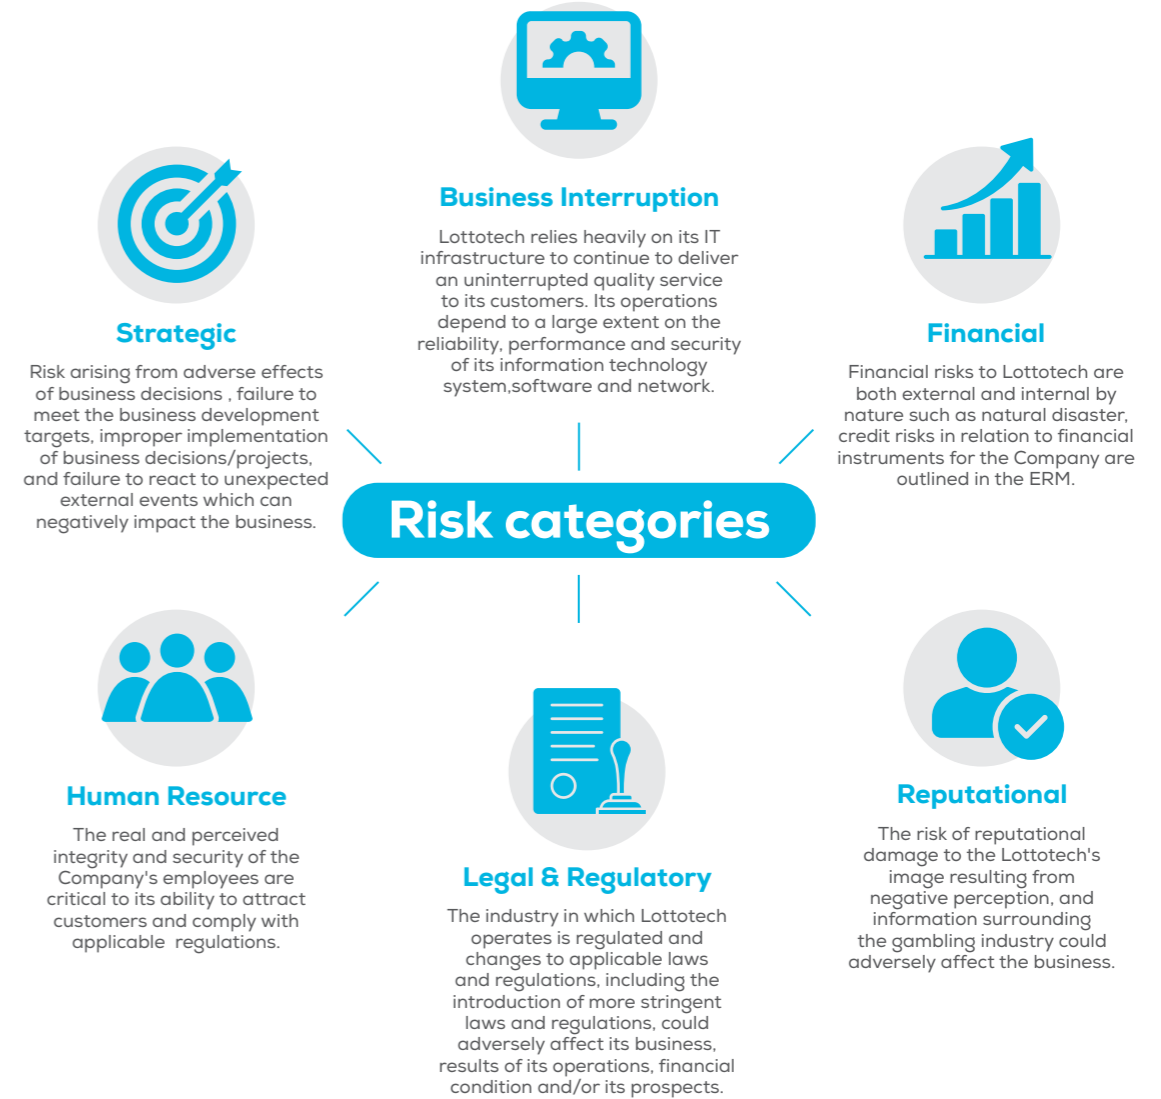 Business Interruption
Lottotech relies heavily on its IT
infrastructure to continue to deliver
an uninterrupted quality service
to its customers. Its operations
depend to a large extent on the
reliability, performance and security
of its information technology
system,software and network.
Strategic
Risk arising from adverse effects
of business decisions , failure to
meet the business development
targets, improper implementation
of business decisions/projects,
and failure to react to unexpected
external events which can
negatively impact the business.
Financial
Financial risks to Lottotech are
both external and internal by
nature such as natural disaster,
credit risks in relation to financial
instruments for the Company are
outlined in the ERM.
Risk categories
Human Resource
The real and perceived
integrity and security of the
Company's employees are
critical to its ability to attract
customers and comply with
applicable regulations.
Legal & Regulatory
The industry in which Lottotech
operates is regulated and
changes to applicable laws
and regulations, including the
introduction of more stringent
laws and regulations, could
adversely affect its business,
results of its operations, financial
condition and/or its prospects.
Reputational
The risk of reputational
damage to the Lottotech's
image resulting from
negative perception, and
information surrounding
the gambling industry could
adversely affect the business.